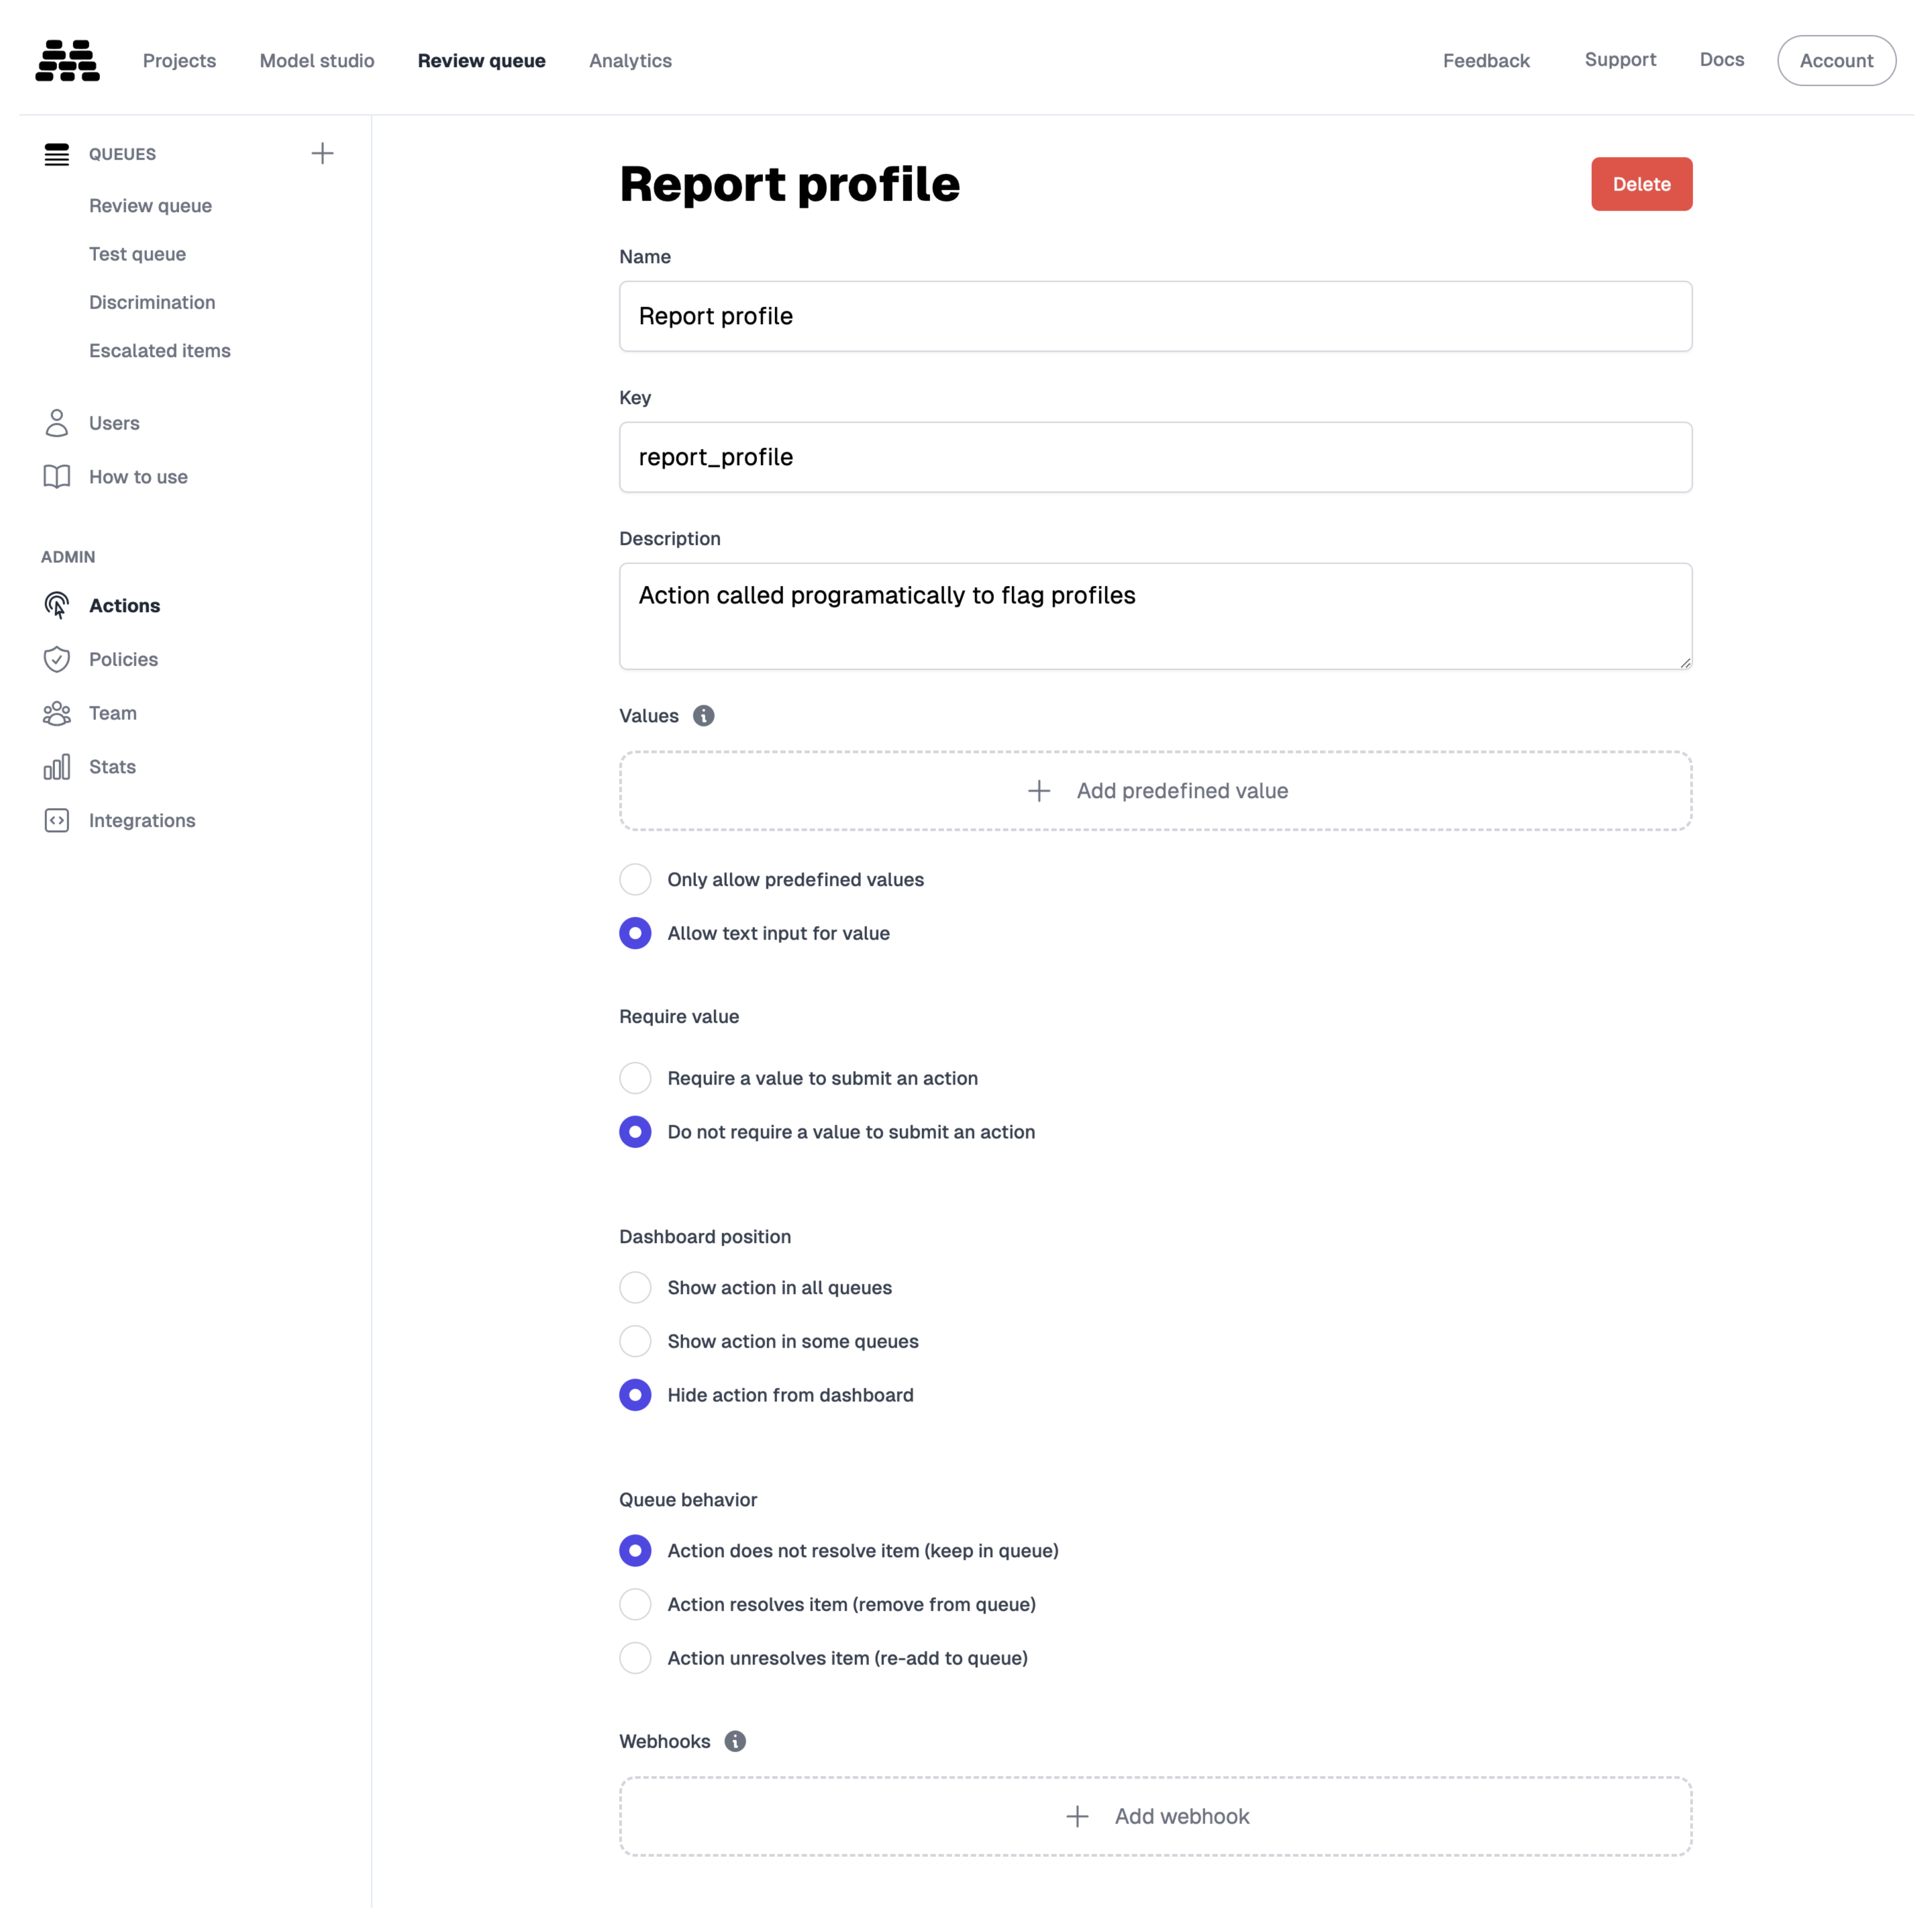 Projects
Model studio
Review queue
Analytics
Feedback
Support
Docs
Account
QUEUES
Review queue
Test queue
Discrimination
Escalated items
Users
How to use
ADMIN
Actions
Policies
Team
Stats
Integrations
Report profile
Delete
Name
Report profile
Key
report_profile
Description
Action called programatically to flag profiles
Values
Add predefined value
Only allow predefined values
Allow text input for value
Require value
Require a value to submit an action
Do not require a value to submit an action
Dashboard position
Show action in all queues
Show action in some queues
Hide action from dashboard
Queue behavior
Action does not resolve item (keep in queue)
Action resolves item (remove from queue)
Action unresolves item (re-add to queue)
Webhooks
Add webhook